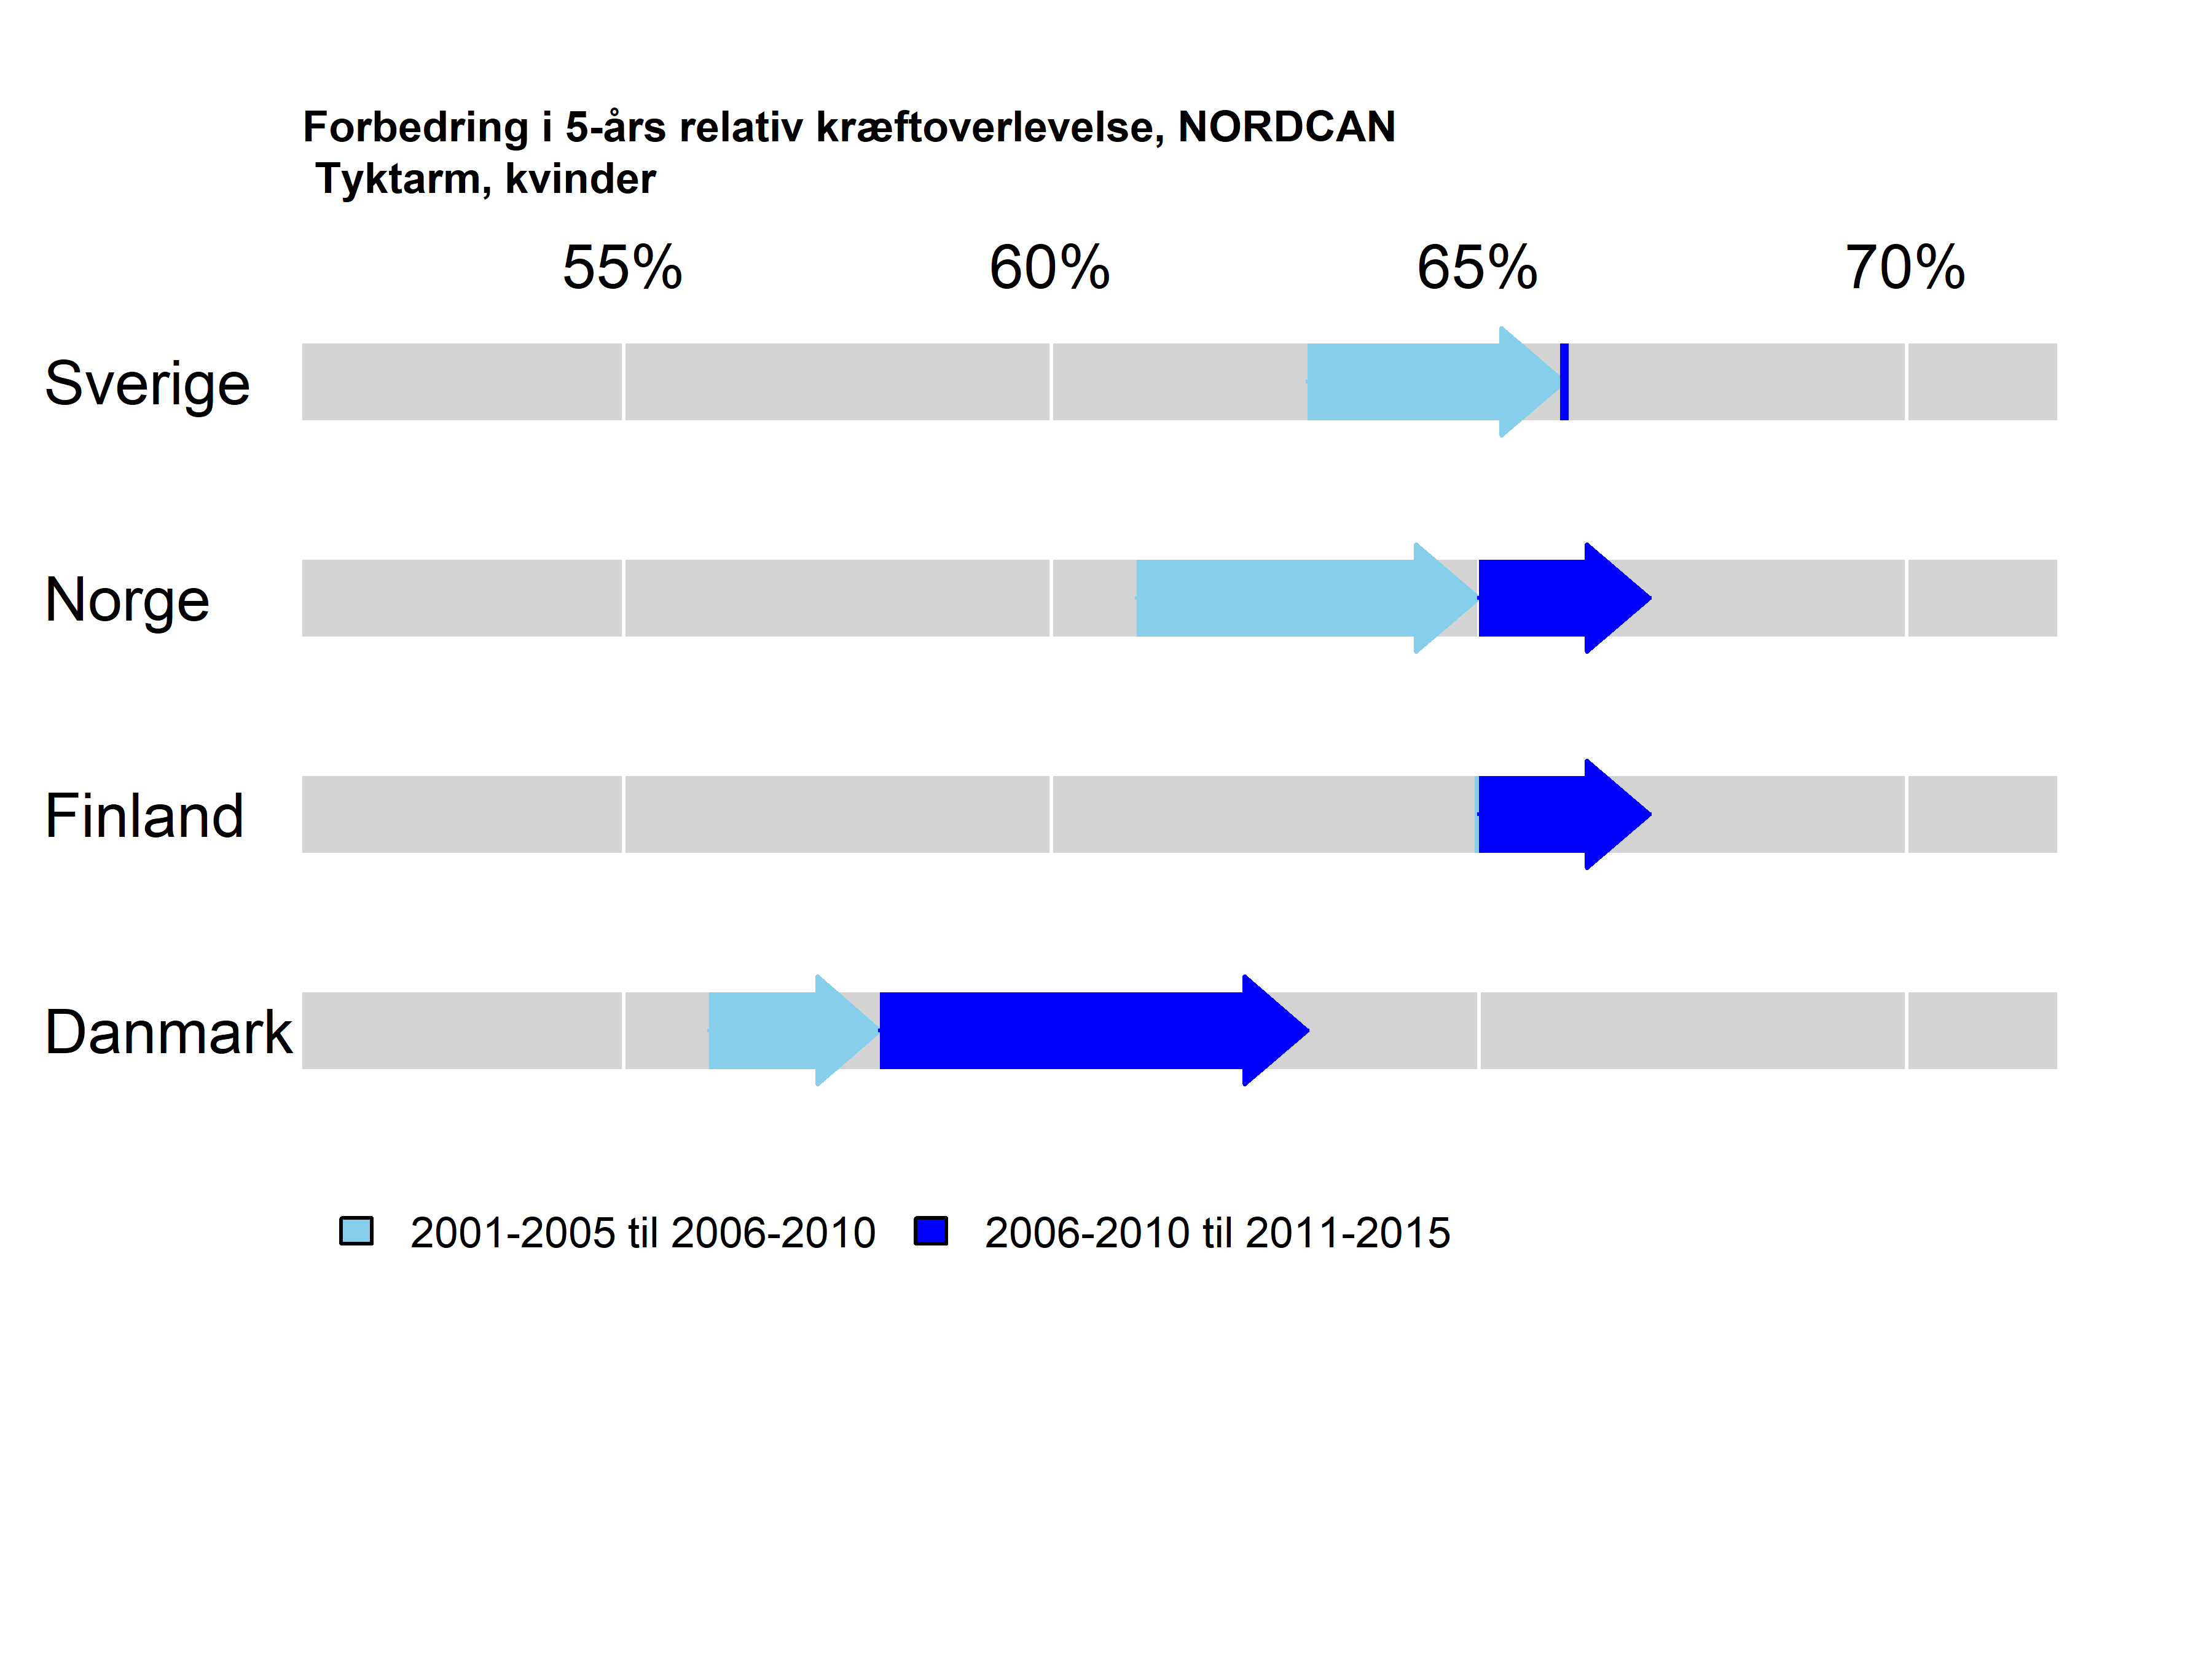 Forbedring i 5-års relativ kræftoverlevelse, NORDCAN
Tyktarm, kvinder
55% 60% 65% 70%
Sverige
Norge
Finland
Danmark
2001-2005 til 2006-2010 2006-2010 til 2011-2015